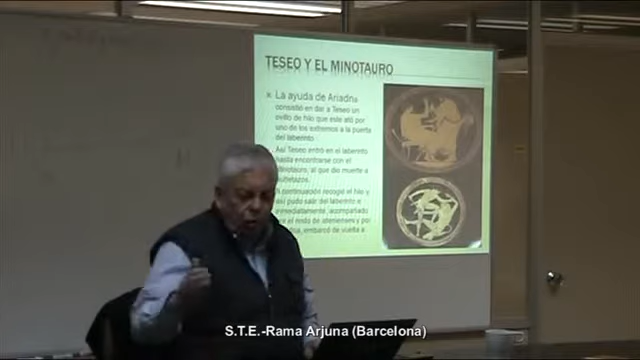 TESEO Y EL MINOTAURO
La ayuda de Ariadna
consistió en dar a Teseo un
ovillo de hilo que este ató por
uno de los extremos a la puerta
del laberinto.
Así Teseo entró en el laberinto
hasta encontrarse con el
Minotauro, al que dio muerte a
puñetazos.
A continuación recogió el hilo y
así pudo salir del laberinto e
inmediatamente, acompañado
por el resto de atenienses y por
embarcó de vuelta a
S.T.E.-Rama Arjuna (Barcelona)